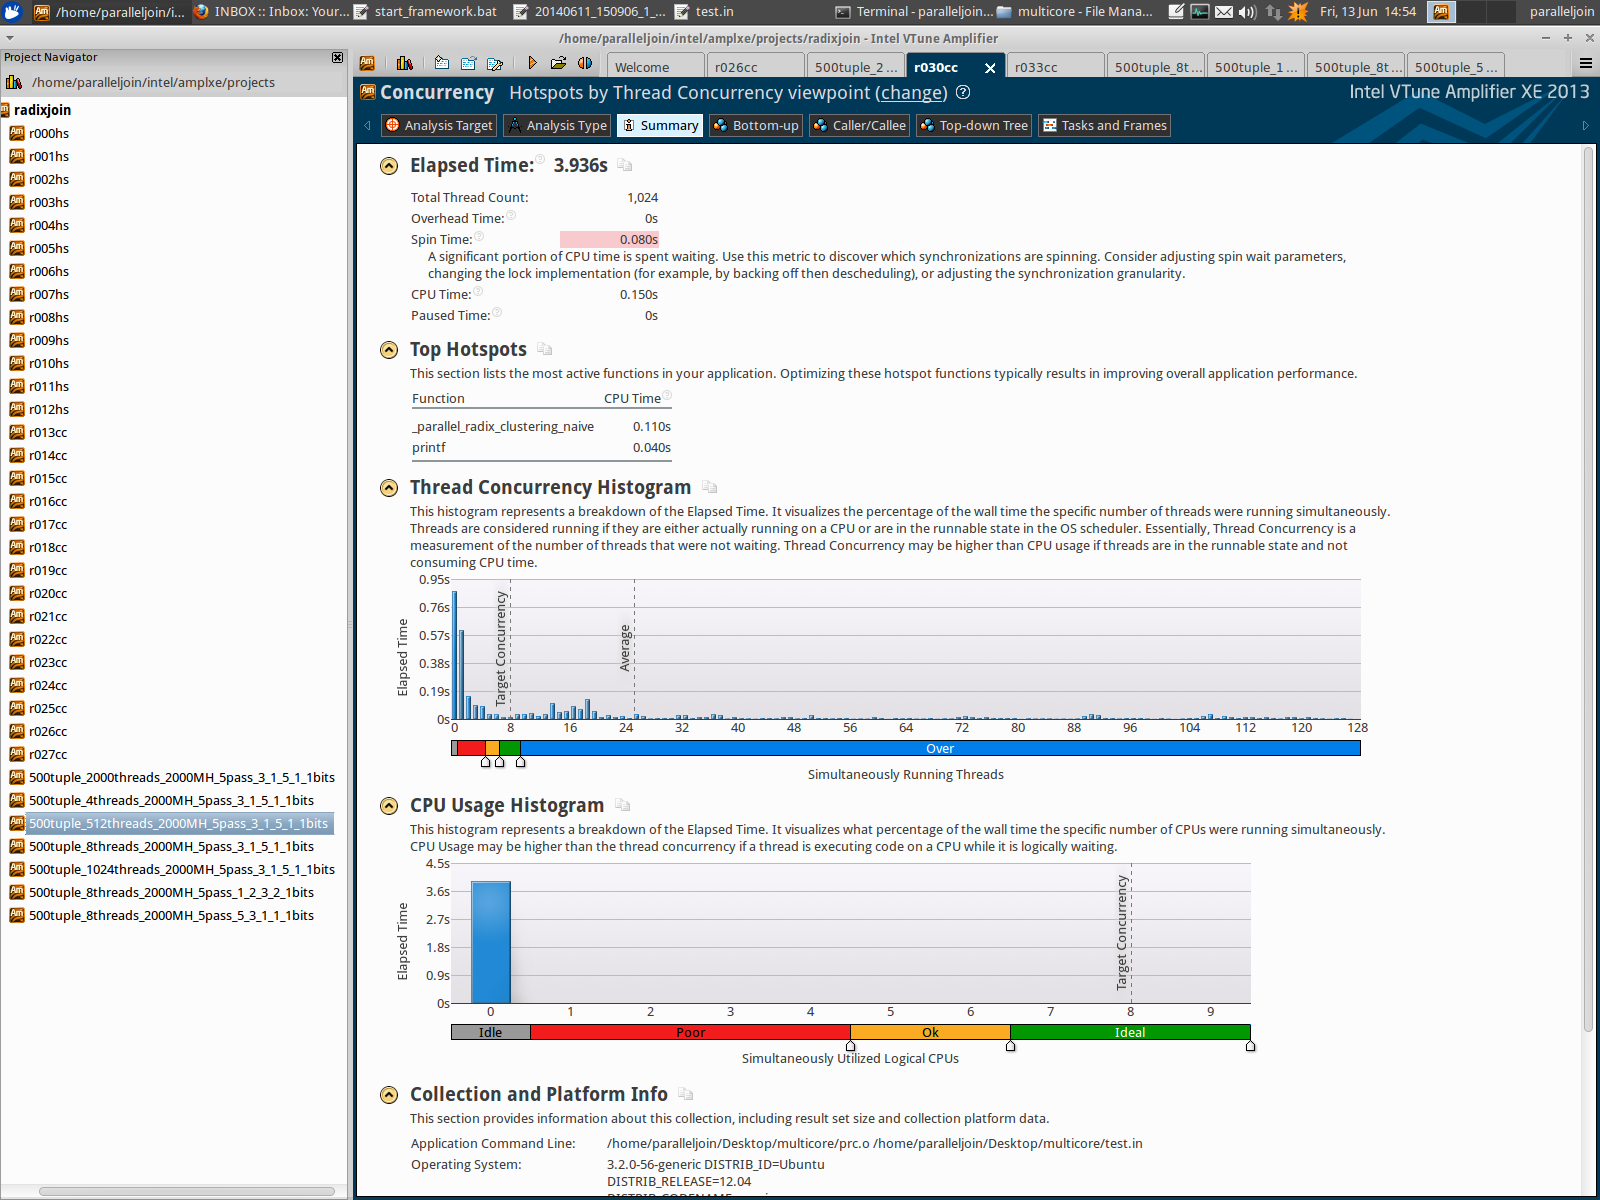 /home/paralleljoin/i... INBOX :: Inbox: Your... start_framework.bat 20140611_150906_1_... test.in Terminal - paralleljoin... multicore - File Mana... Fri, 13 Jun 14:54 paralleljoin
/home/paralleljoin/intel/amplxe/projects/radixjoin - Intel VTune Amplifier
Project Navigator
/home/paralleljoin/intel/amplxe/projects
radixjoin
r000hs
r001hs
r002hs
r003hs
r004hs
r005hs
r006hs
r007hs
r008hs
r009hs
r010hs
r011hs
r012hs
r013cc
r014cc
r015cc
r016cc
r017cc
r018cc
r019cc
r020cc
r021cc
r022cc
r023cc
r024cc
r025cc
r026cc
r027cc
500tuple_2000threads_2000MH_5pass_3_1_5_1_1bits
500tuple_4threads_2000MH_5pass_3_1_5_1_1bits
500tuple_512threads_2000MH_5pass_3_1_5_1_1bits
500tuple_8threads_2000MH_5pass_3_1_5_1_1bits
500tuple_1024threads_2000MH_5pass_3_1_5_1_1bits
500tuple_8threads_2000MH_5pass_1_2_3_2_1bits
500tuple_8threads_2000MH_5pass_5_3_1_1_1bits
Welcome r026cc 500tuple_2 ... r030cc r033cc 500tuple_8t ... 500tuple_1 ... 500tuple_8t ... 500tuple_5 ...
Concurrency Hotspots by Thread Concurrency viewpoint (change) Intel VTune Amplifier XE 2013
Analysis Target Analysis Type Summary Bottom-up Caller/Callee Top-down Tree Tasks and Frames
Elapsed Time: 3.936s
Total Thread Count: 1,024
Overhead Time: 0s
Spin Time: 0.080s
A significant portion of CPU time is spent waiting. Use this metric to discover which synchronizations are spinning. Consider adjusting spin wait parameters,
changing the lock implementation (for example, by backing off then descheduling), or adjusting the synchronization granularity.
CPU Time: 0.150s
Paused Time: 0s
Top Hotspots
This section lists the most active functions in your application. Optimizing these hotspot functions typically results in improving overall application performance.
Function CPU Time
_parallel_radix_clustering_naive 0.110s
printf 0.040s
Thread Concurrency Histogram
This histogram represents a breakdown of the Elapsed Time. It visualizes the percentage of the wall time the specific number of threads were running simultaneously.
Threads are considered running if they are either actually running on a CPU or are in the runnable state in the OS scheduler. Essentially, Thread Concurrency is a
measurement of the number of threads that were not waiting. Thread Concurrency may be higher than CPU usage if threads are in the runnable state and not
consuming CPU time.
Elapsed Time
0.95s
0.76s
0.57s
0.38s
0.19s
0s
Target Concurrency
Average
0 8 16 24 32 40 48 56 64 72 80 88 96 104 112 120 128
Over
Simultaneously Running Threads
CPU Usage Histogram
This histogram represents a breakdown of the Elapsed Time. It visualizes what percentage of the wall time the specific number of CPUs were running simultaneously.
CPU Usage may be higher than the thread concurrency if a thread is executing code on a CPU while it is logically waiting.
Elapsed Time
4.5s
3.6s
2.7s
1.8s
0.9s
0s
Target Concurrency
0 1 2 3 4 5 6 7 8 9
Idle Poor Ok Ideal
Simultaneously Utilized Logical CPUs
Collection and Platform Info
This section provides information about this collection, including result set size and collection platform data.
Application Command Line: /home/paralleljoin/Desktop/multicore/prc.o /home/paralleljoin/Desktop/multicore/test.in
Operating System: 3.2.0-56-generic DISTRIB_ID=Ubuntu
DISTRIB_RELEASE=12.04